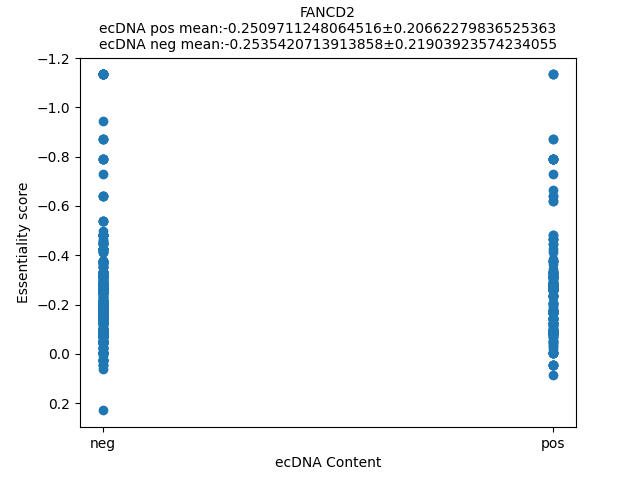 FANCD2
ecDNA pos mean:-0.2509711248064516±0.20662279836525363
ecDNA neg mean:-0.2535420713913858±0.21903923574234055
−1.2
−1.0
−0.8
−0.6
−0.4
−0.2
0.0
0.2
Essentiality score
neg pos
ecDNA Content